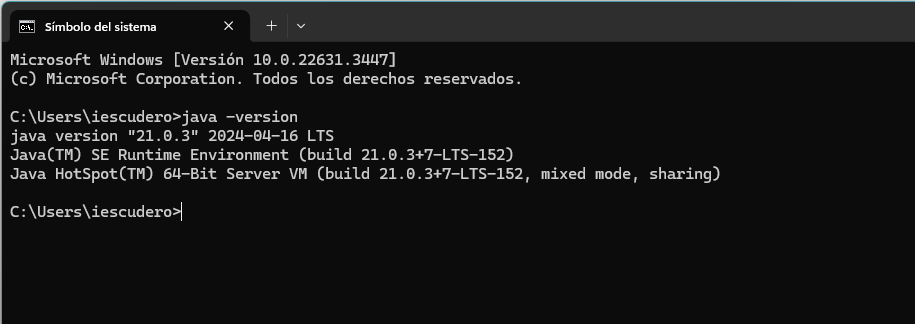 Símbolo del sistema
Microsoft Windows [Versión 10.0.22631.3447]
(c) Microsoft Corporation. Todos los derechos reservados.
C:\Users\iescudero>java -version
java version "21.0.3" 2024-04-16 LTS
Java(TM) SE Runtime Environment (build 21.0.3+7-LTS-152)
Java HotSpot(TM) 64-Bit Server VM (build 21.0.3+7-LTS-152, mixed mode, sharing)
C:\Users\iescudero>